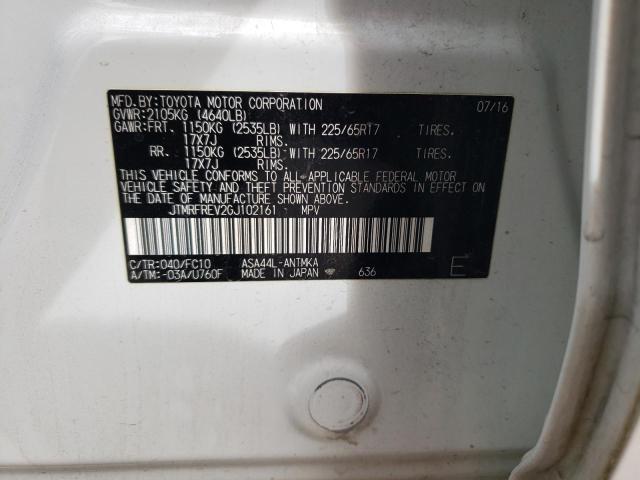 MFD.BY:TOYOTA MOTOR CORPORATION 07/16
GVWR:2105KG (4640LB)
GAWR:FRT. 1150KG (2535LB) WITH 225/65R17 TIRES.
17X7J RIMS.
RR. 1150KG (2535LB) WITH 225/65R17 TIRES.
17X7J RIMS.
THIS VEHICLE CONFORMS TO ALL APPLICABLE FEDERAL MOTOR
VEHICLE SAFETY AND THEFT PREVENTION STANDARDS IN EFFECT ON
THE DATE OF MANUFACTURE SHOWN ABOVE.
JTMRFREV2GJ102161 MPV
C/TR:040/FC10 ASA44L-ANTMKA
A/TM:-03A/U760F MADE IN JAPAN 636 E